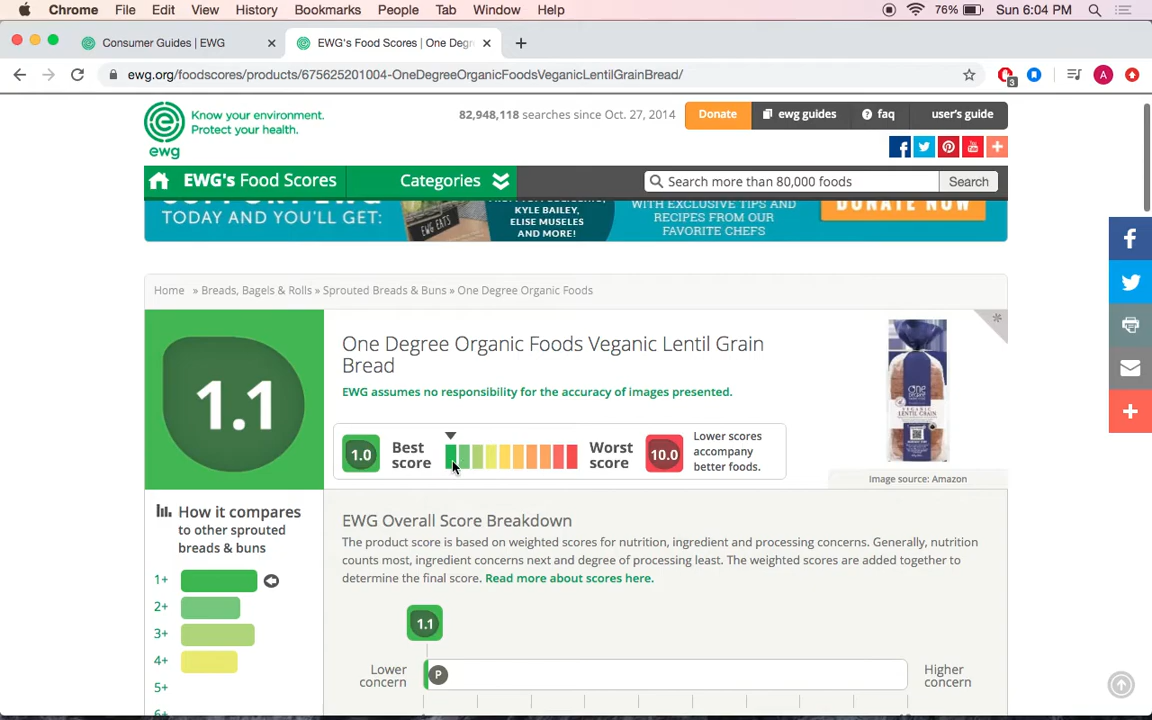 Chrome File Edit View History Bookmarks People Tab Window Help 76% Sun 6:04 PM
Consumer Guides | EWG
EWG's Food Scores | One Degr
ewg.org/foodscores/products/675625201004-OneDegreeOrganicFoodsVeganicLentilGrainBread/
3
A
Know your environment.
Protect your health.
ewg
82,948,118 searches since Oct. 27, 2014
Donate
ewg guides
faq
user's guide
EWG's Food Scores
Categories
Search more than 80,000 foods
Search
SUPPORT EWG
TODAY AND YOU'LL GET:
EWG EATS
KYLE BAILEY,
ELISE MUSELES
AND MORE!
WITH EXCLUSIVE TIPS AND
RECIPES FROM OUR
FAVORITE CHEFS
DONATE NOW
Home » Breads, Bagels & Rolls » Sprouted Breads & Buns » One Degree Organic Foods
1.1
One Degree Organic Foods Veganic Lentil Grain
Bread
EWG assumes no responsibility for the accuracy of images presented.
1.0
Best
score
Worst
score
10.0
Lower scores
accompany
better foods.
Image source: Amazon
How it compares
to other sprouted
breads & buns
1+
2+
3+
4+
5+
6+
EWG Overall Score Breakdown
The product score is based on weighted scores for nutrition, ingredient and processing concerns. Generally, nutrition
counts most, ingredient concerns next and degree of processing least. The weighted scores are added together to
determine the final score. Read more about scores here.
1.1
Lower
concern
P
Higher
concern